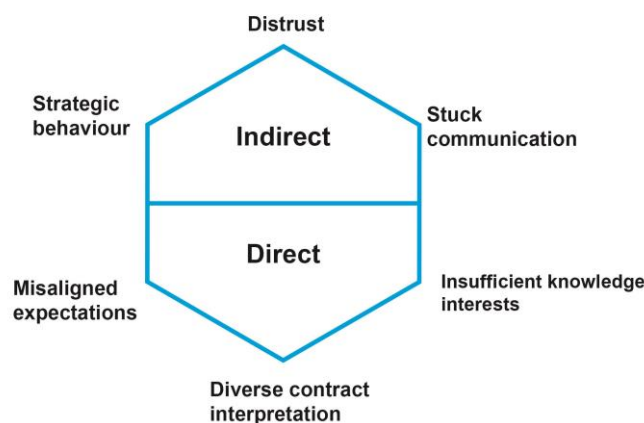 Distrust
Strategic
behaviour
Stuck
communication
Indirect
Direct
Misaligned
expectations
Insufficient knowledge
interests
Diverse contract
interpretation